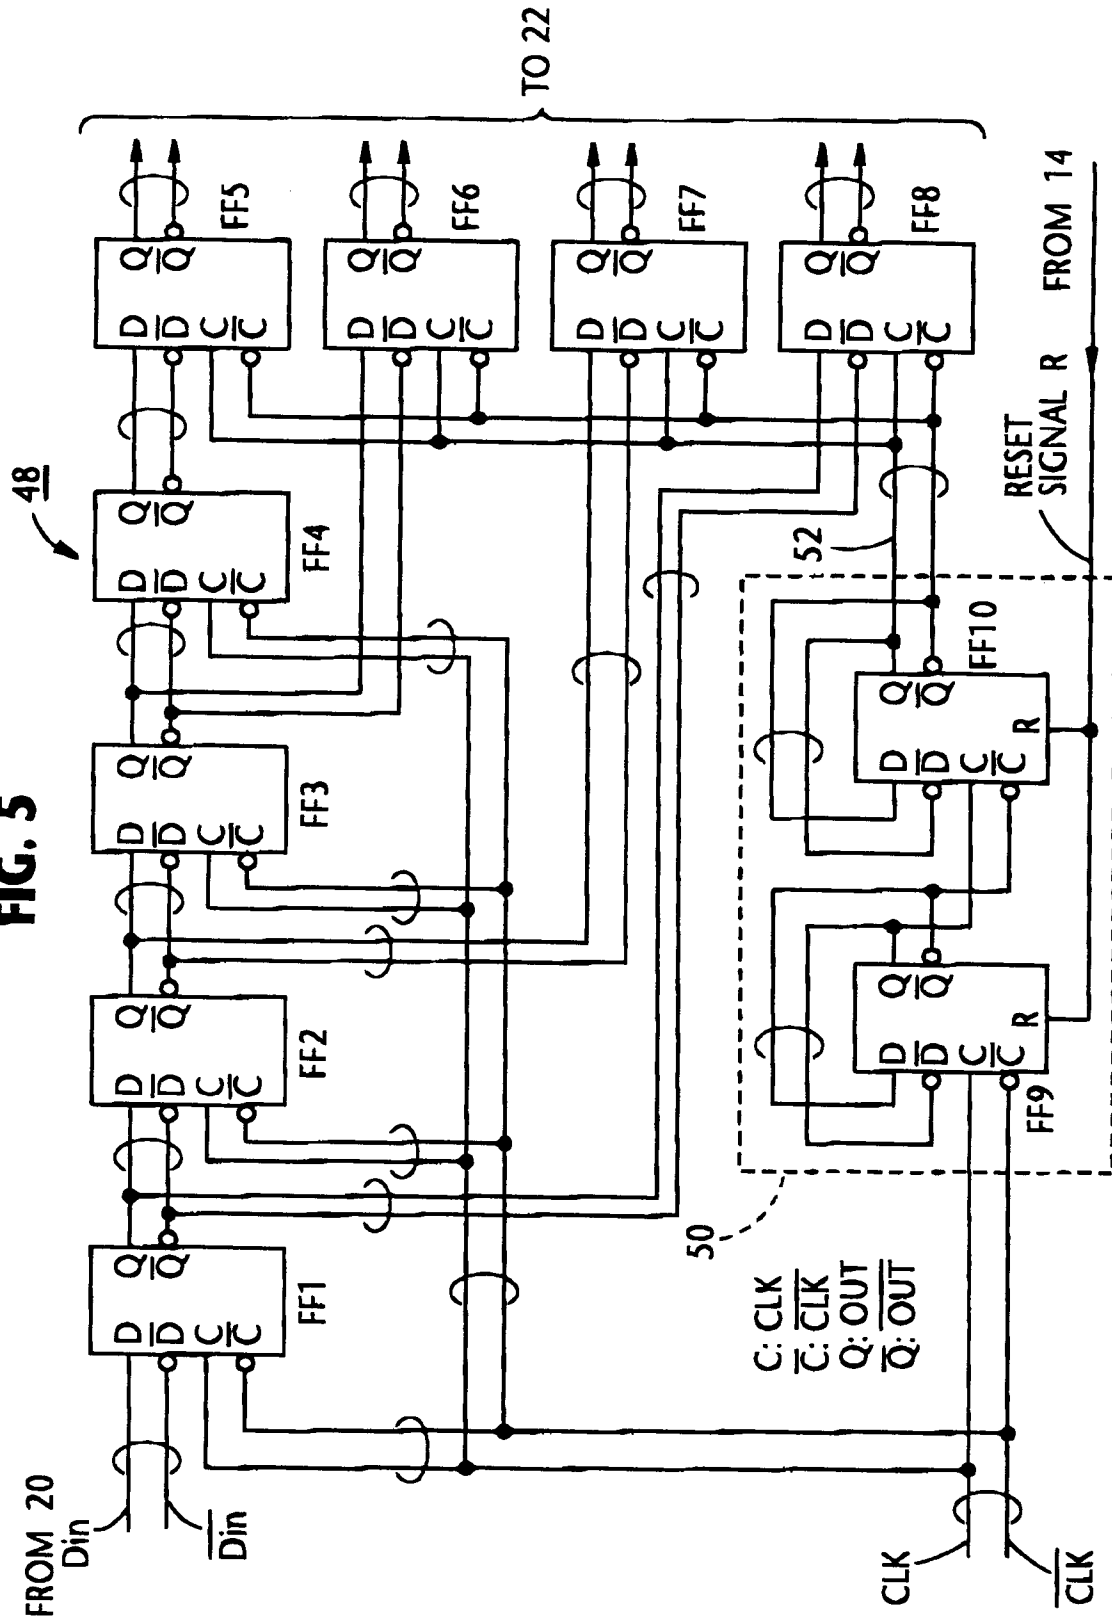 FIG. 5
48
FROM 20
Din
D̅i̅n̅
D Q
D̅ Q̅
C
C̅
FF1
D Q
D̅ Q̅
C
C̅
FF2
D Q
D̅ Q̅
C
C̅
FF3
D Q
D̅ Q̅
C
C̅
FF4
D Q
D̅ Q̅
C
C̅
FF5
D Q
D̅ Q̅
C
C̅
FF6
D Q
D̅ Q̅
C
C̅
FF7
D Q
D̅ Q̅
C
C̅
FF8
TO 22
50
52
D Q
D̅ Q̅
C
C̅ R
FF9
D Q
D̅ Q̅
C
C̅ R
FF10
C: CLK
C̅: C̅L̅K̅
Q: OUT
Q̅: O̅U̅T̅
CLK
C̅L̅K̅
RESET
SIGNAL R FROM 14